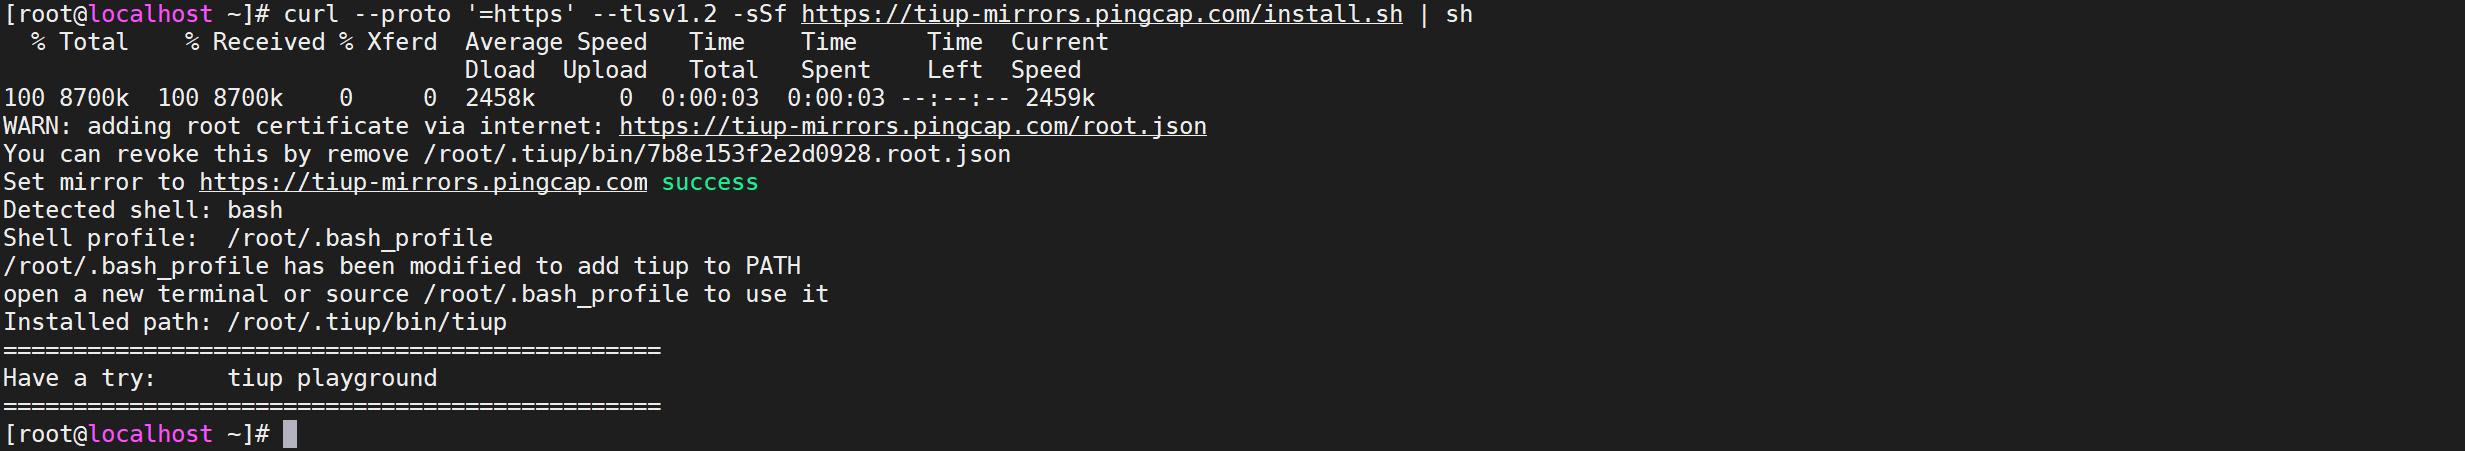 [root@localhost ~]# curl --proto '=https' --tlsv1.2 -sSf https://tiup-mirrors.pingcap.com/install.sh | sh
  % Total    % Received % Xferd  Average Speed   Time    Time     Time  Current
                                 Dload  Upload   Total   Spent    Left  Speed
100 8700k  100 8700k    0     0  2458k      0  0:00:03  0:00:03 --:--:-- 2459k
WARN: adding root certificate via internet: https://tiup-mirrors.pingcap.com/root.json
You can revoke this by remove /root/.tiup/bin/7b8e153f2e2d0928.root.json
Set mirror to https://tiup-mirrors.pingcap.com success
Detected shell: bash
Shell profile:  /root/.bash_profile
/root/.bash_profile has been modified to add tiup to PATH
open a new terminal or source /root/.bash_profile to use it
Installed path: /root/.tiup/bin/tiup
===============================================
Have a try:     tiup playground
===============================================
[root@localhost ~]#